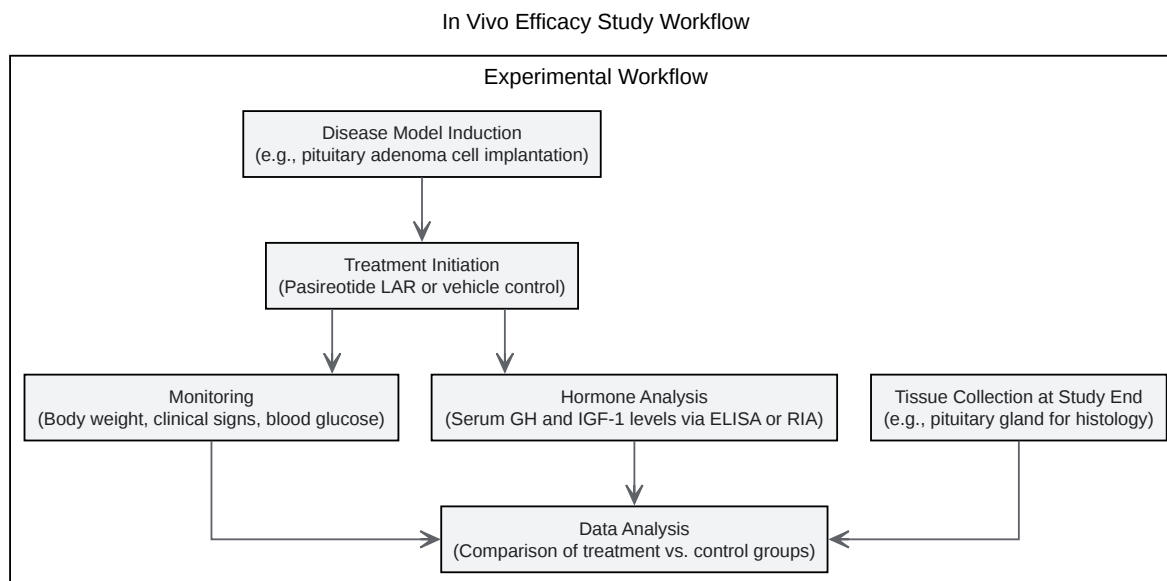 In Vivo Efficacy Study Workflow
Experimental Workflow
Disease Model Induction
(e.g., pituitary adenoma cell implantation)
Treatment Initiation
(Pasireotide LAR or vehicle control)
Monitoring
(Body weight, clinical signs, blood glucose)
Hormone Analysis
(Serum GH and IGF-1 levels via ELISA or RIA)
Tissue Collection at Study End
(e.g., pituitary gland for histology)
Data Analysis
(Comparison of treatment vs. control groups)